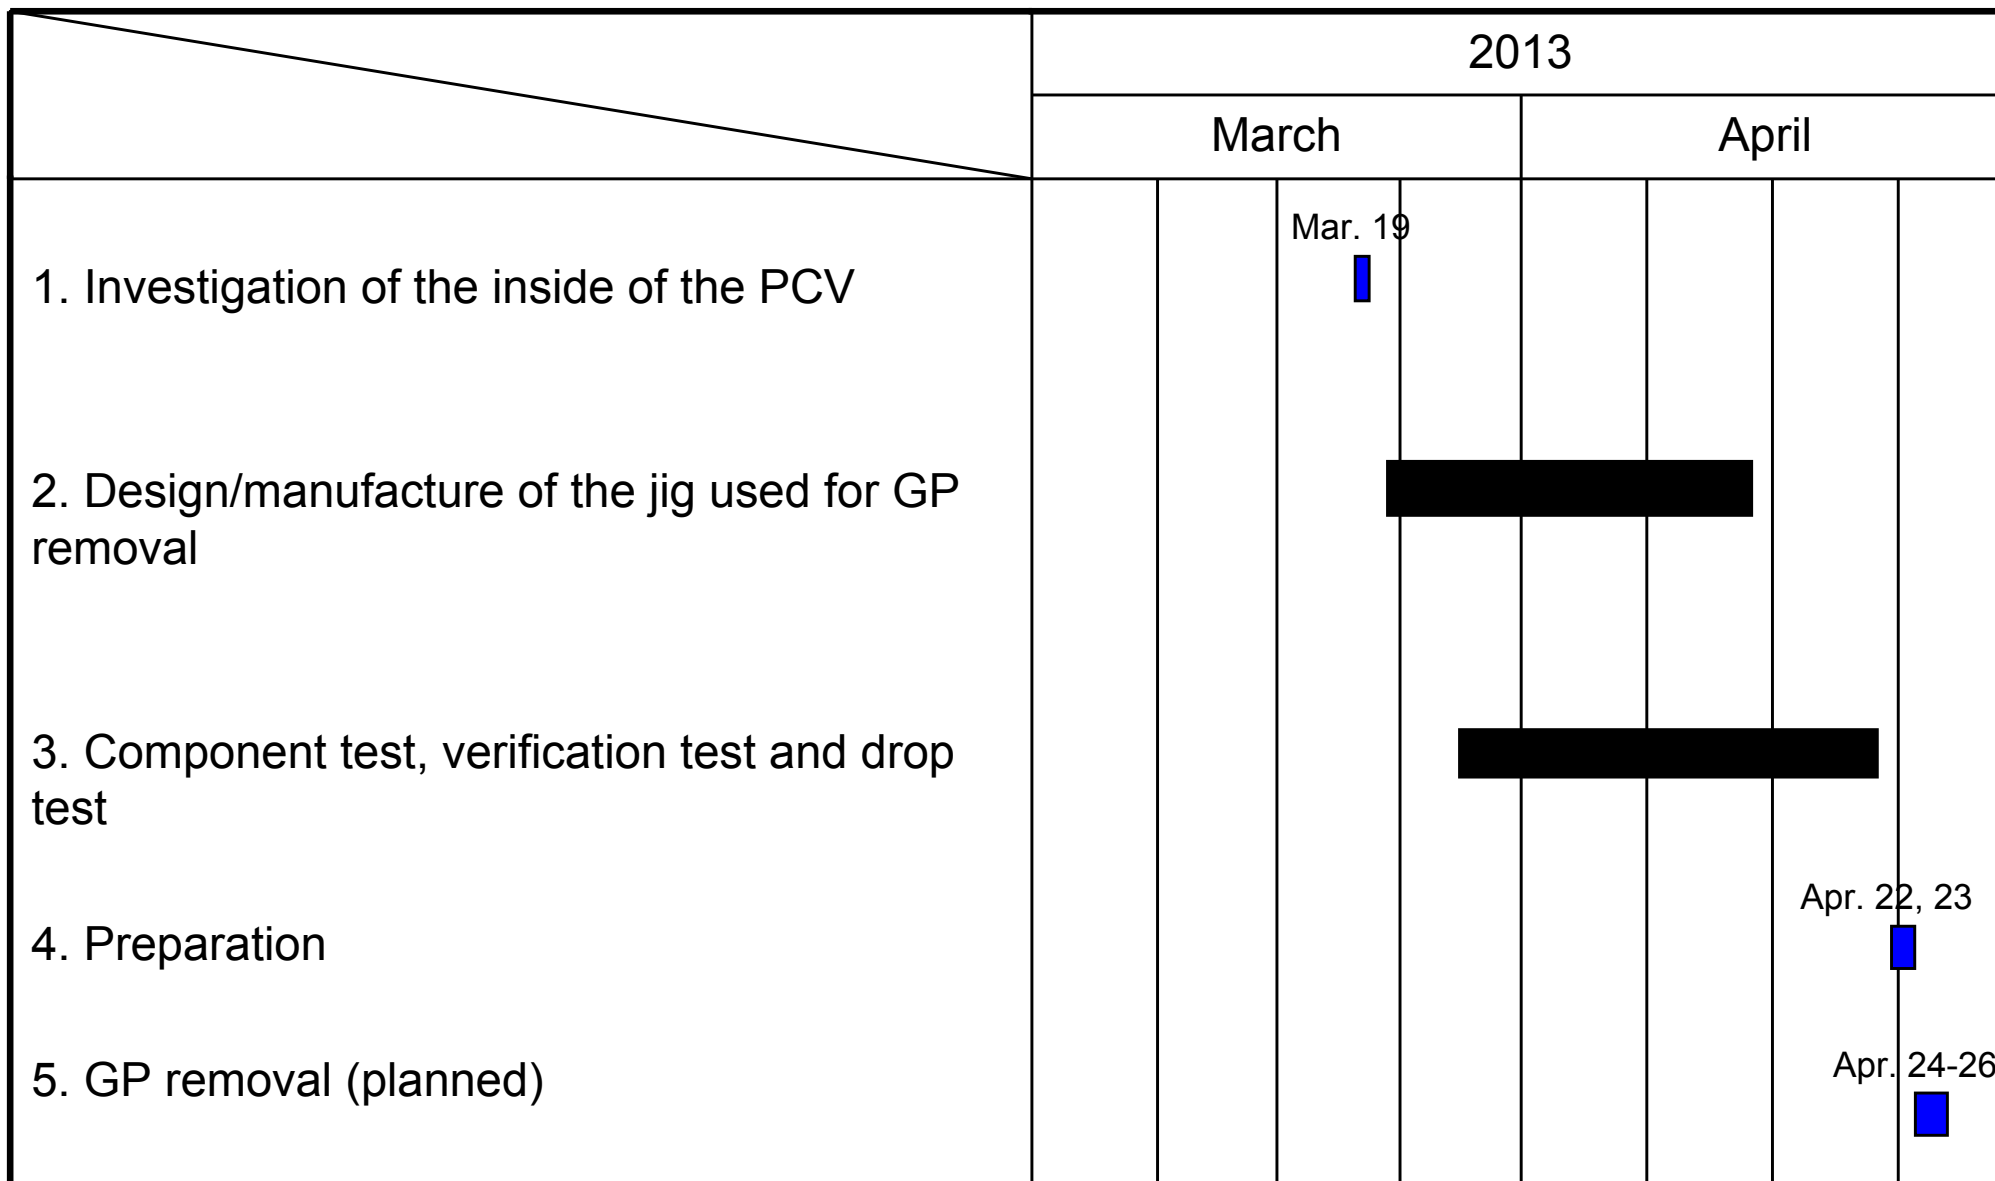 2013
March
April
Mar. 19
1. Investigation of the inside of the PCV
2. Design/manufacture of the jig used for GP
removal
3. Component test, verification test and drop
test
Apr. 22, 23
4. Preparation
Apr. 24-26
5. GP removal (planned)